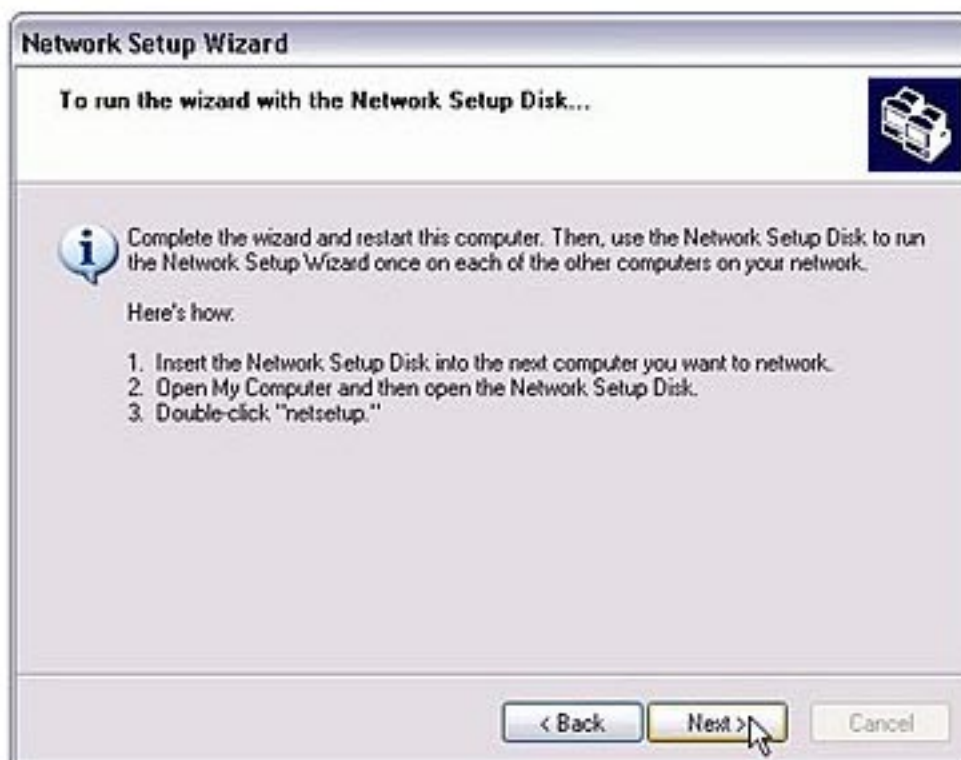 Network Setup Wizard
To run the wizard with the Network Setup Disk...
Complete the wizard and restart this computer. Then, use the Network Setup Disk to run
the Network Setup Wizard once on each of the other computers on your network.
Here's how:
1. Insert the Network Setup Disk into the next computer you want to network.
2. Open My Computer and then open the Network Setup Disk.
3. Double-click "netsetup."
< Back
Next >
Cancel